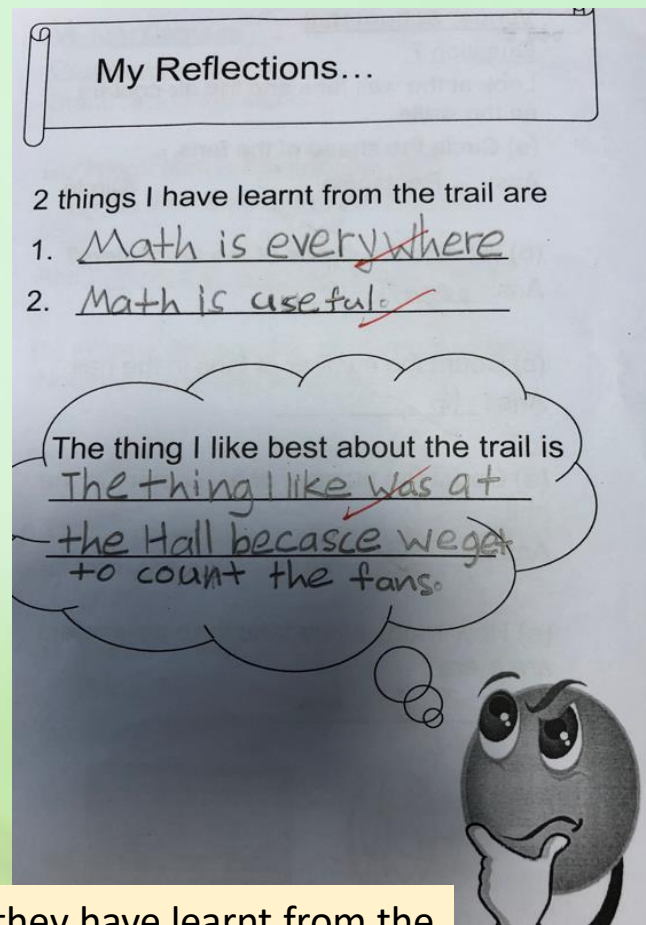 My Reflections...
2 things I have learnt from the trail are
1. Math is everywhere
2. Math is useful.
The thing I like best about the trail is
The thing I like was at
the Hall becasce we get
to count the fans.
they have learnt from the